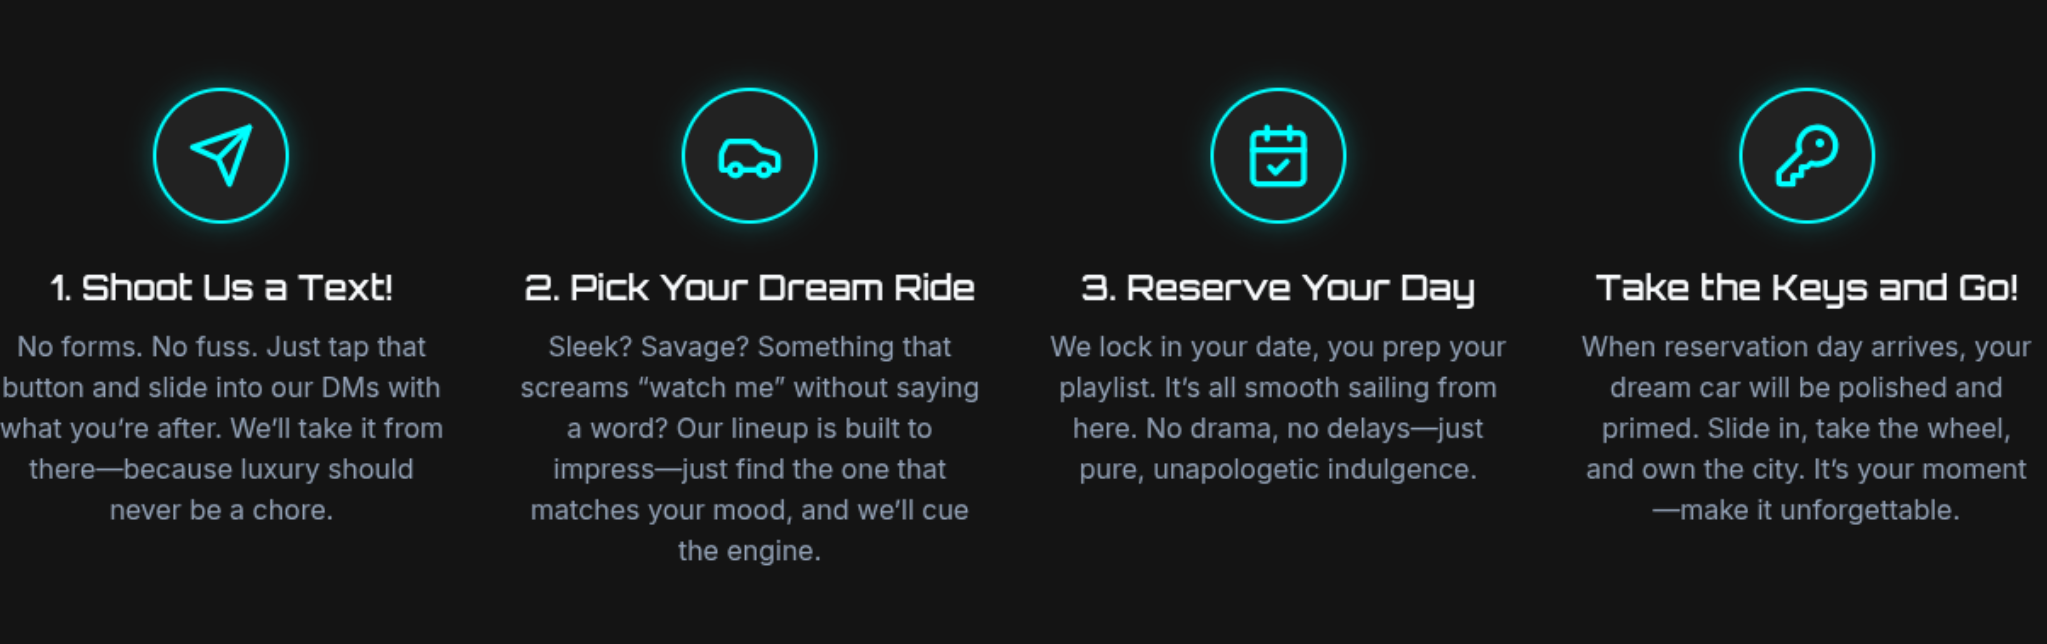 1. Shoot Us a Text!
No forms. No fuss. Just tap that
button and slide into our DMs with
what you’re after. We’ll take it from
there—because luxury should
never be a chore.
2. Pick Your Dream Ride
Sleek? Savage? Something that
screams “watch me” without saying
a word? Our lineup is built to
impress—just find the one that
matches your mood, and we’ll cue
the engine.
3. Reserve Your Day
We lock in your date, you prep your
playlist. It’s all smooth sailing from
here. No drama, no delays—just
pure, unapologetic indulgence.
Take the Keys and Go!
When reservation day arrives, your
dream car will be polished and
primed. Slide in, take the wheel,
and own the city. It’s your moment
—make it unforgettable.